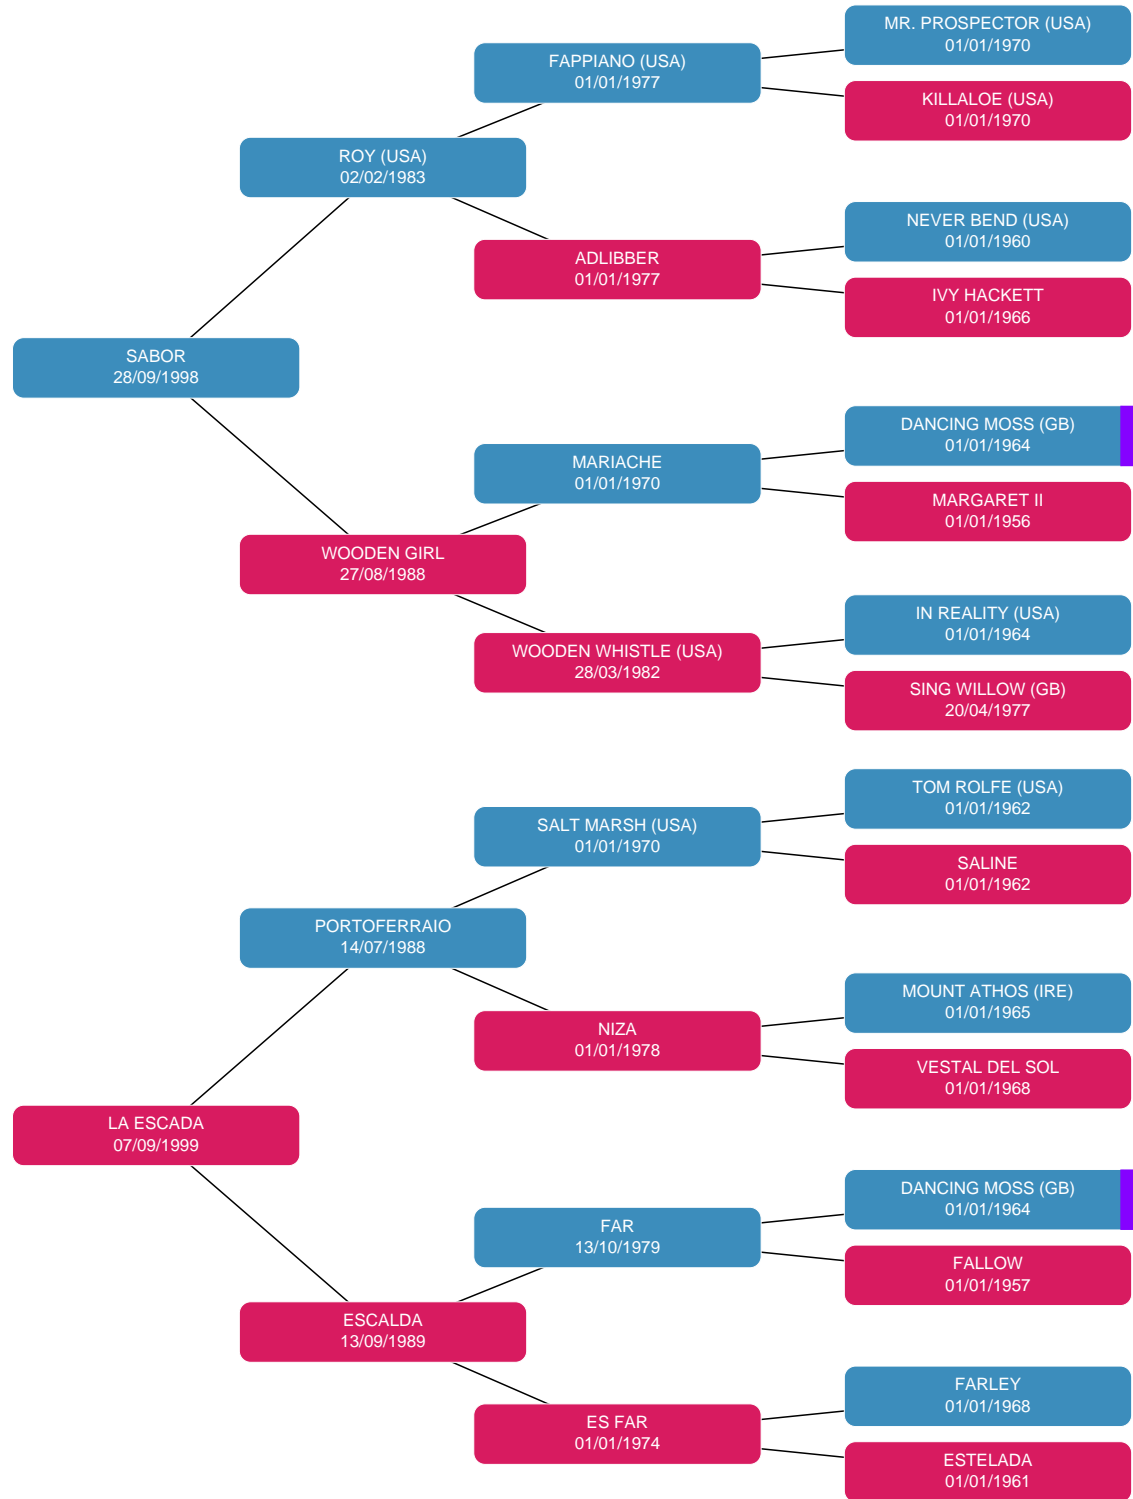 MR. PROSPECTOR (USA)
01/01/1970
FAPPIANO (USA)
01/01/1977
KILLALOE (USA)
01/01/1970
ROY (USA)
02/02/1983
NEVER BEND (USA)
01/01/1960
ADLIBBER
01/01/1977
IVY HACKETT
01/01/1966
SABOR
28/09/1998
DANCING MOSS (GB)
01/01/1964
MARIACHE
01/01/1970
MARGARET II
01/01/1956
WOODEN GIRL
27/08/1988
IN REALITY (USA)
01/01/1964
WOODEN WHISTLE (USA)
28/03/1982
SING WILLOW (GB)
20/04/1977
TOM ROLFE (USA)
01/01/1962
SALT MARSH (USA)
01/01/1970
SALINE
01/01/1962
PORTOFERRAIO
14/07/1988
MOUNT ATHOS (IRE)
01/01/1965
NIZA
01/01/1978
VESTAL DEL SOL
01/01/1968
LA ESCADA
07/09/1999
DANCING MOSS (GB)
01/01/1964
FAR
13/10/1979
FALLOW
01/01/1957
ESCALDA
13/09/1989
FARLEY
01/01/1968
ES FAR
01/01/1974
ESTELADA
01/01/1961